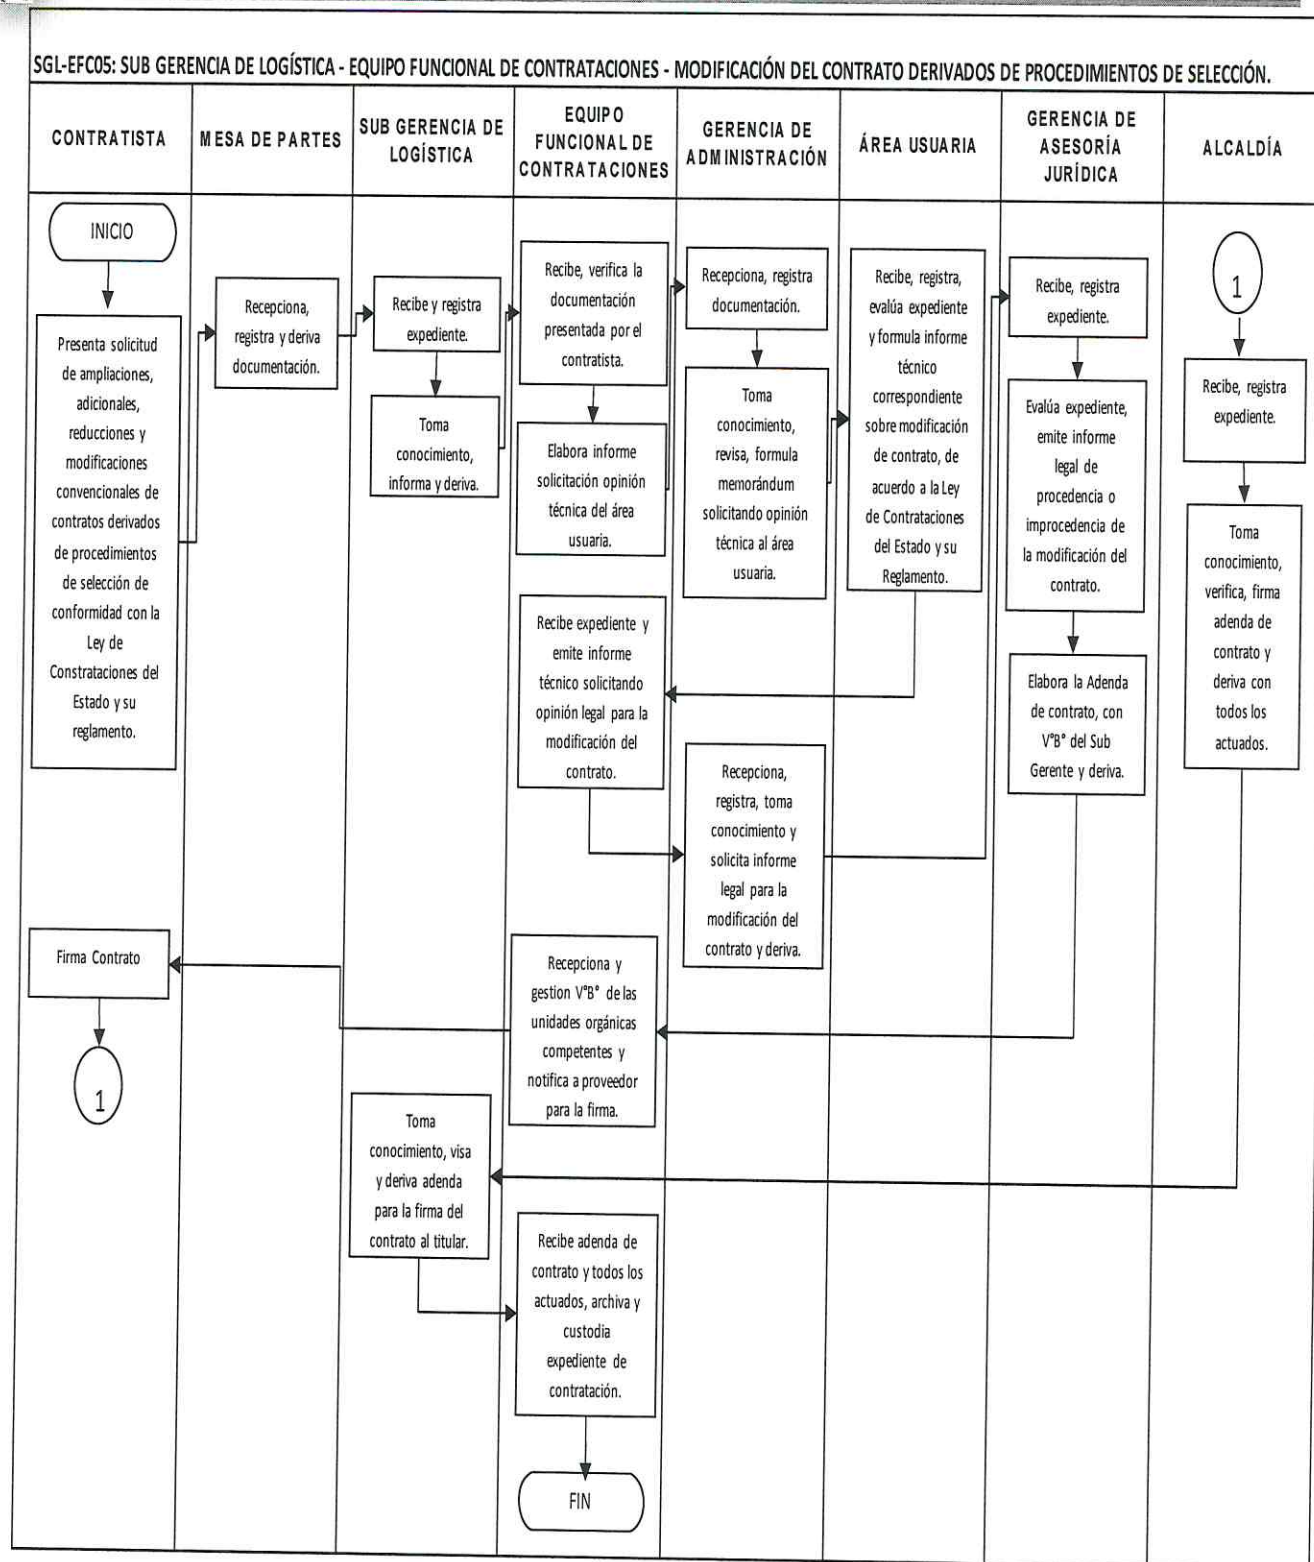 SGL-EFC05: SUB GERENCIA DE LOGÍSTICA - EQUIPO FUNCIONAL DE CONTRATACIONES - MODIFICACIÓN DEL CONTRATO DERIVADOS DE PROCEDIMIENTOS DE SELECCIÓN.
CONTRATISTA
MESA DE PARTES
SUB GERENCIA DE
LOGÍSTICA
EQUIPO
FUNCIONAL DE
CONTRATACIONES
GERENCIA DE
ADMINISTRACIÓN
ÁREA USUARIA
GERENCIA DE
ASESORÍA
JURÍDICA
ALCALDÍA
INICIO
Presenta solicitud
de ampliaciones,
adicionales,
reducciones y
modificaciones
convencionales de
contratos derivados
de procedimientos
de selección de
conformidad con la
Ley de
Constrataciones del
Estado y su
reglamento.
Recepciona,
registra y deriva
documentación.
Recibe y registra
expediente.
Toma
conocimiento,
informa y deriva.
Recibe, verifica la
documentación
presentada por el
contratista.
Elabora informe
solicitación opinión
técnica del área
usuaria.
Recepciona, registra
documentación.
Toma
conocimiento,
revisa, formula
memorándum
solicitando opinión
técnica al área
usuaria.
Recibe, registra,
evalúa expediente
y formula informe
técnico
correspondiente
sobre modificación
de contrato, de
acuerdo a la Ley
de Contrataciones
del Estado y su
Reglamento.
Recibe expediente y
emite informe
técnico solicitando
opinión legal para la
modificación del
contrato.
Recepciona,
registra, toma
conocimiento y
solicita informe
legal para la
modificación del
contrato y deriva.
Recibe, registra
expediente.
Evalúa expediente,
emite informe
legal de
procedencia o
improcedencia de
la modificación del
contrato.
Elabora la Adenda
de contrato, con
V°B° del Sub
Gerente y deriva.
Recepciona y
gestion V°B° de las
unidades orgánicas
competentes y
notifica a proveedor
para la firma.
Firma Contrato
1
1
Recibe, registra
expediente.
Toma
conocimiento,
verifica, firma
adenda de
contrato y
deriva con
todos los
actuados.
Toma
conocimiento, visa
y deriva adenda
para la firma del
contrato al titular.
Recibe adenda de
contrato y todos los
actuados, archiva y
custodia
expediente de
contratación.
FIN